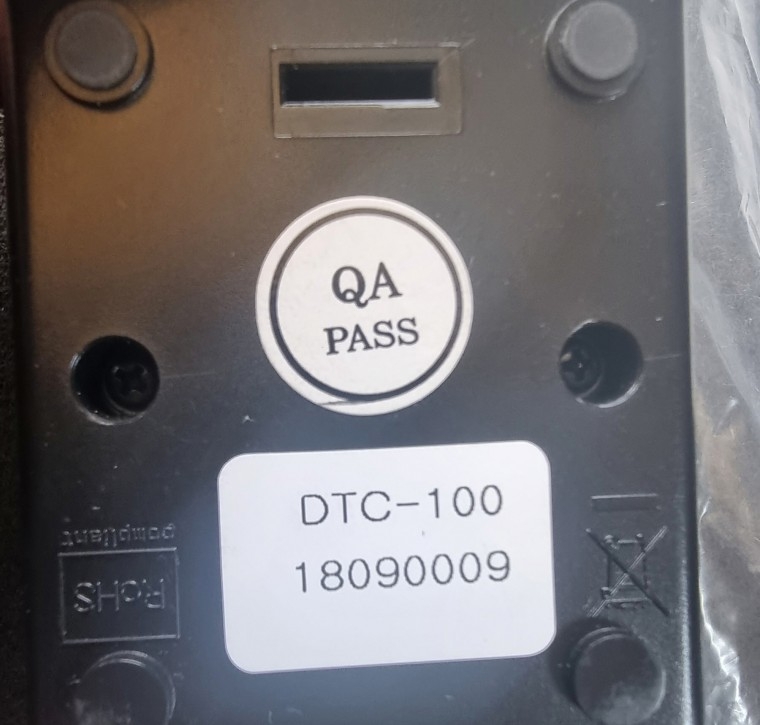 QA
PASS
DTC-100
18090009
compliant
RoHS